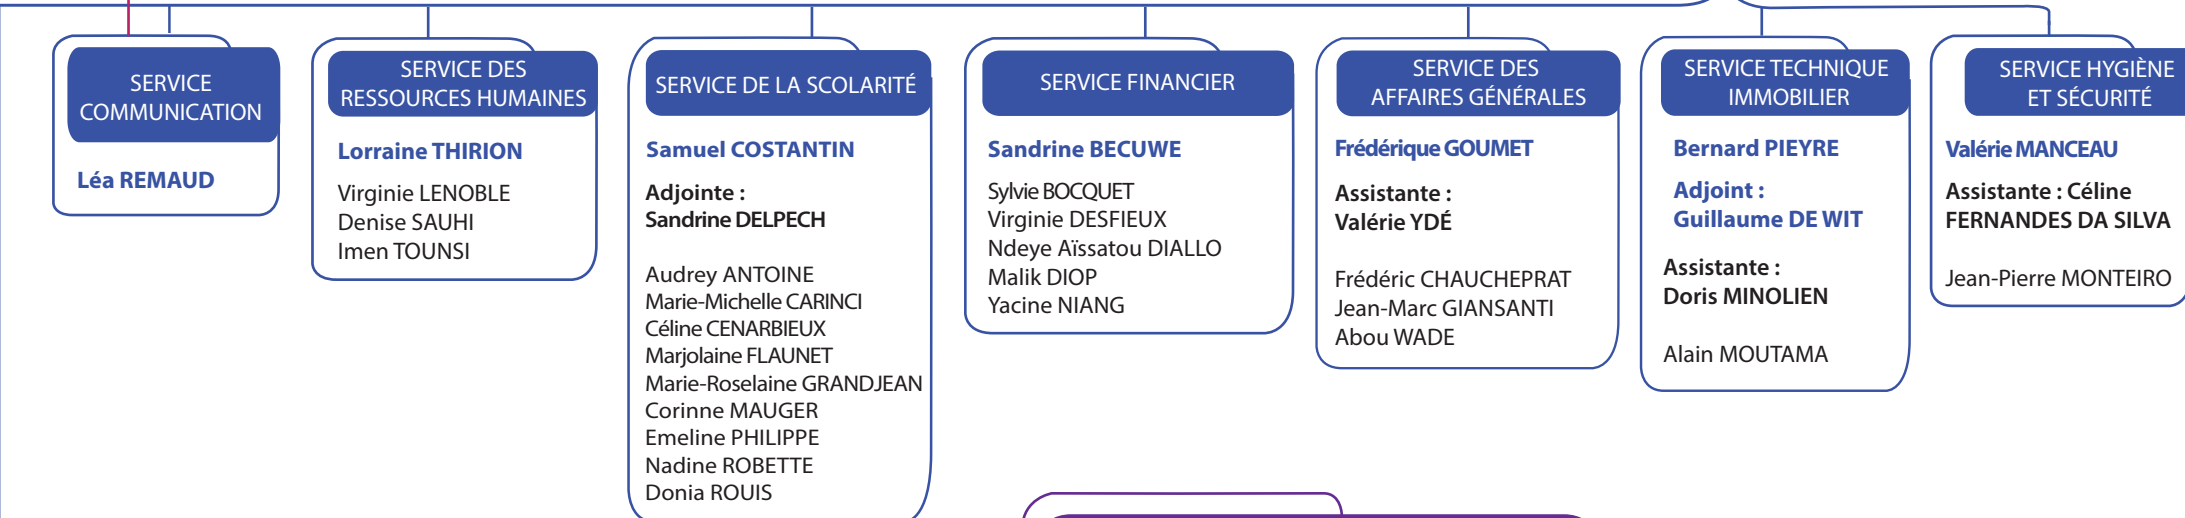 SERVICE
COMMUNICATION
Léa REMAUD
SERVICE DES
RESSOURCES HUMAINES
Lorraine THIRION
Virginie LENOBLE
Denise SAUHI
Imen TOUNSI
SERVICE DE LA SCOLARITÉ
Samuel COSTANTIN
Adjointe :
Sandrine DELPECH
Audrey ANTOINE
Marie-Michelle CARINCI
Céline CENARBIEUX
Marjolaine FLAUNET
Marie-Roselaine GRANDJEAN
Corinne MAUGER
Emeline PHILIPPE
Nadine ROBETTE
Donia ROUIS
SERVICE FINANCIER
Sandrine BECUWE
Sylvie BOCQUET
Virginie DESFIEUX
Ndeye Aïssatou DIALLO
Malik DIOP
Yacine NIANG
SERVICE DES
AFFAIRES GÉNÉRALES
Frédérique GOUMET
Assistante :
Valérie YDÉ
Frédéric CHAUCHEPRAT
Jean-Marc GIANSANTI
Abou WADE
SERVICE TECHNIQUE
IMMOBILIER
Bernard PIEYRE
Adjoint :
Guillaume DE WIT
Assistante :
Doris MINOLIEN
Alain MOUTAMA
SERVICE HYGIÈNE
ET SÉCURITÉ
Valérie MANCEAU
Assistante : Céline
FERNANDES DA SILVA
Jean-Pierre MONTEIRO